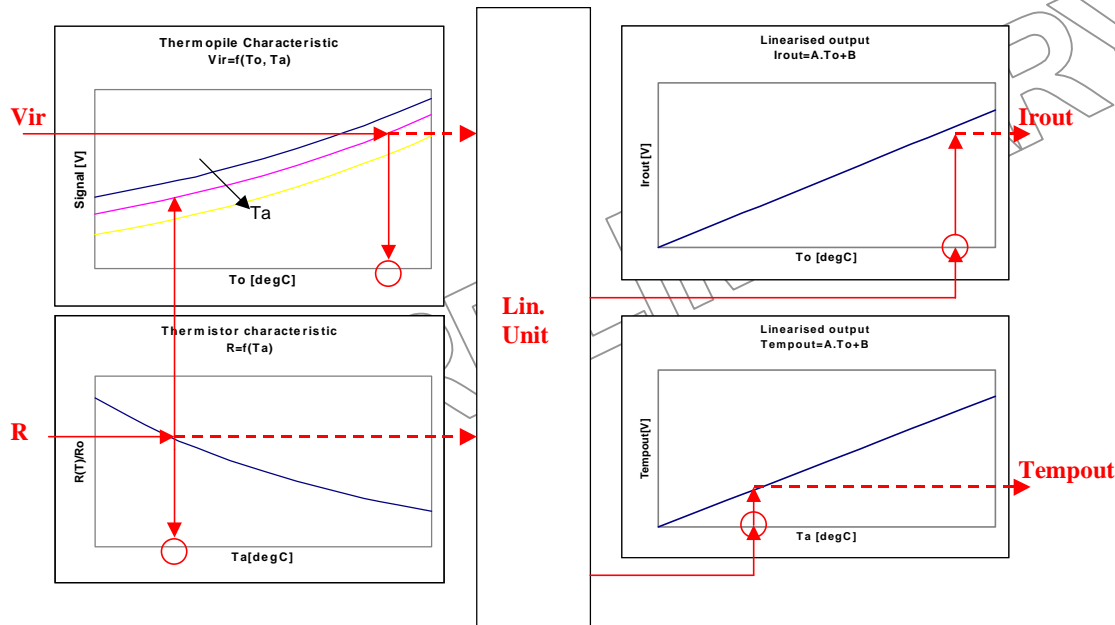 Thermopile Characteristic
Vir=f(To, Ta)
Vir
Signal [V]
Ta
To [degC]
Thermistor characteristic
R=f(Ta)
R
R(T)/Ro
Ta[degC]
Lin.
Unit
Linearised output
Irout=A.To+B
Irout
Irout [V]
To [degC]
Linearised output
Tempout=A.To+B
Tempout[V]
Tempout
Ta [degC]